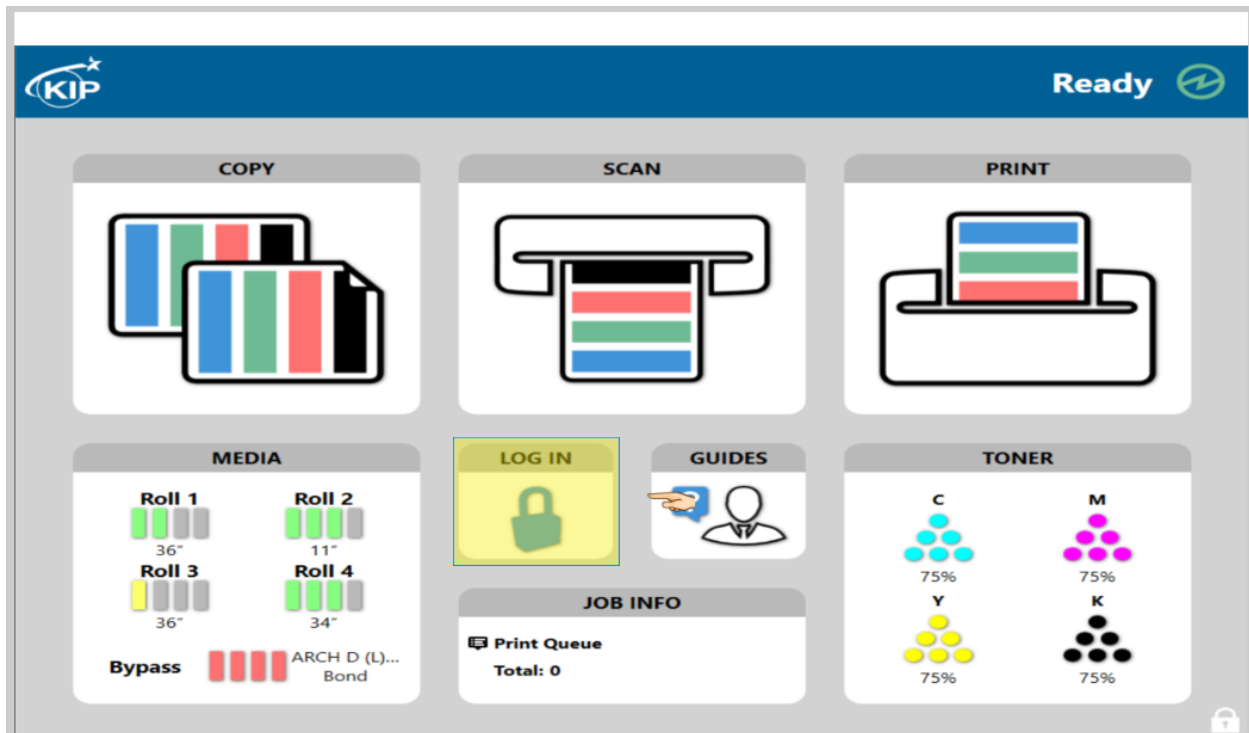 KIP
Ready
COPY
SCAN
PRINT
MEDIA
Roll 1
Roll 2
36″
11″
Roll 3
Roll 4
36″
34″
Bypass
ARCH D (L)...
Bond
LOG IN
GUIDES
JOB INFO
Print Queue
Total: 0
TONER
C
M
75%
75%
Y
K
75%
75%